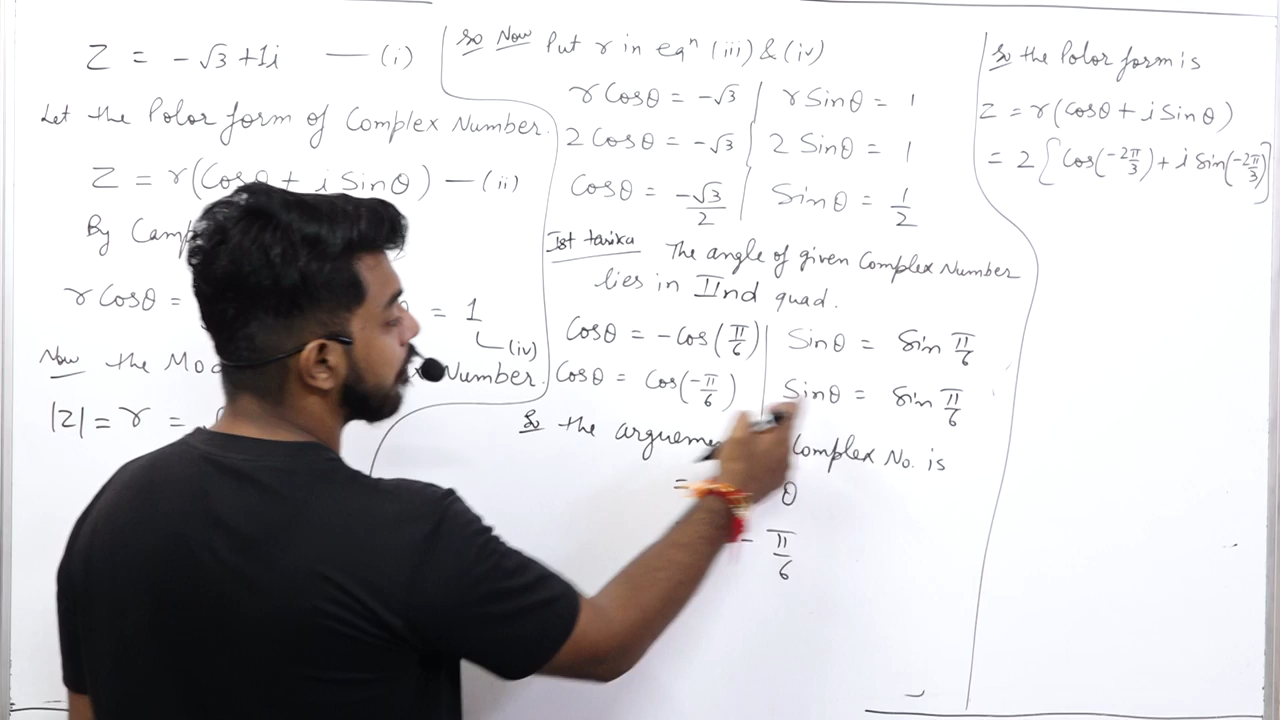 Z = -√3 + 1i — (i)
Let the Polar form of Complex Number.
Z = r(Cosθ + i Sinθ) — (ii)
By
r Cosθ =
= 1
(iv)
Now the
Number.
|Z| = r =
So Now Put r in eqⁿ (iii) & (iv)
r Cosθ = -√3 | r Sinθ = 1
2 Cosθ = -√3 | 2 Sinθ = 1
Cosθ = -√3/2 | Sinθ = 1/2
Ist tarika The angle of given Complex Number
lies in IInd quad.
Cosθ = -Cos(π/6) | Sinθ = Sin π/6
Cosθ = Cos(-π/6) | Sinθ = Sin π/6
So the Complex No. is
= θ
- π/6
So the Polar form is
Z = r(Cosθ + i Sinθ)
= 2[Cos(-2π/3) + i Sin(-2π/3)]